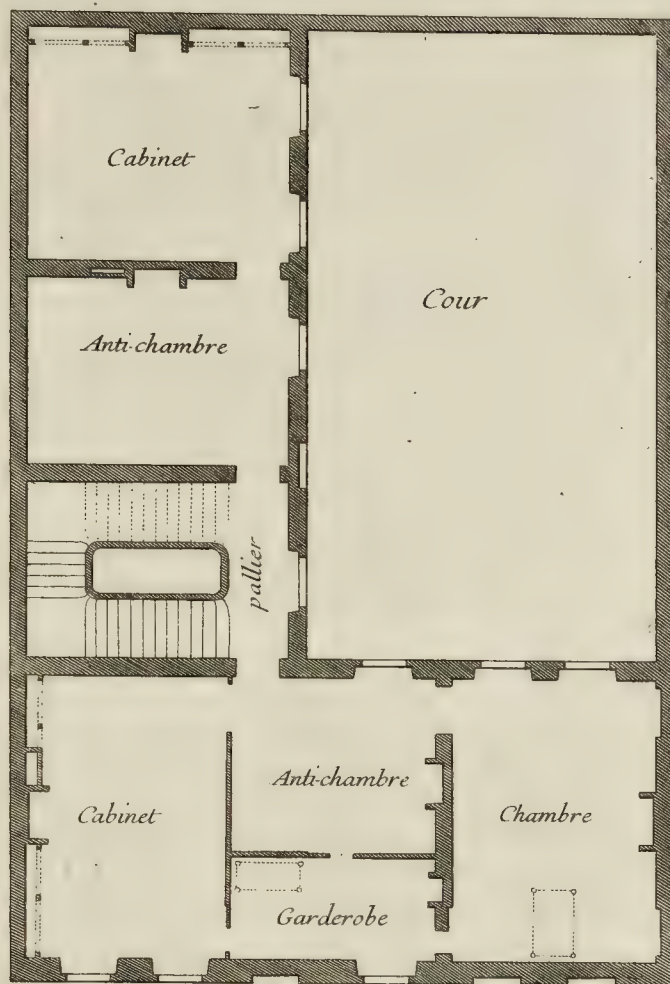 Cabinet
Cour
Anti-chambre
pallier
Cabinet
Anti-chambre
Chambre
Garderobe